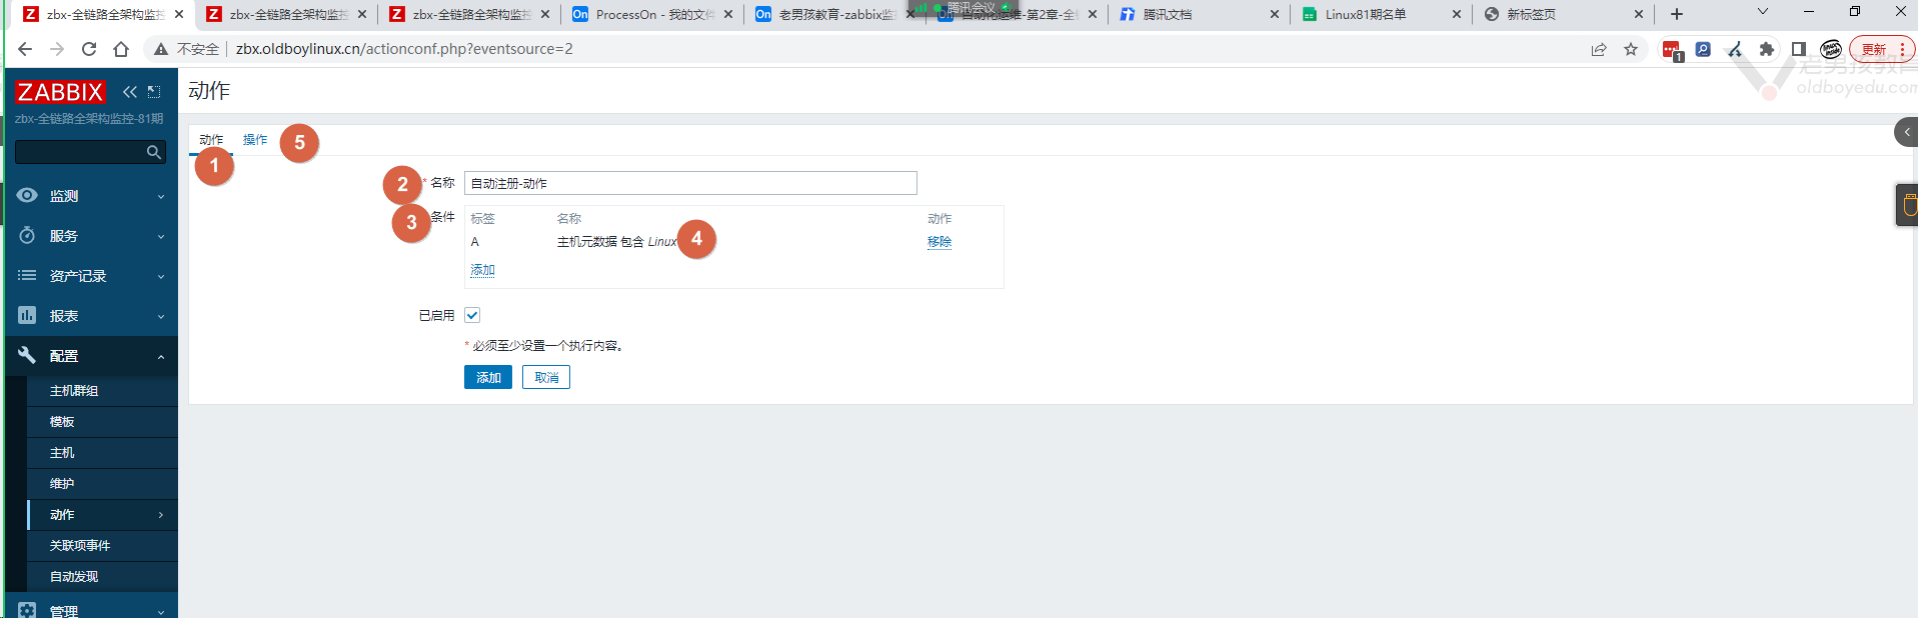 zbx-全链路全架构监控
zbx-全链路全架构监控
zbx-全链路全架构监控
On ProcessOn - 我的文件
On 老男孩教育-zabbix监
腾讯会议
自动化运维-第2章-全
腾讯文档
Linux81期名单
新标签页
不安全 zbx.oldboylinux.cn/actionconf.php?eventsource=2
1
更新
老男孩教育
oldboyedu.com
ZABBIX
zbx-全链路全架构监控-81期
监测
服务
资产记录
报表
配置
主机群组
模板
主机
维护
动作
关联项事件
自动发现
管理
动作
动作 操作 5
1
2 * 名称 自动注册-动作
3 条件 标签 名称 动作
A 主机元数据 包含 Linux 4 移除
添加
已启用
* 必须至少设置一个执行内容。
添加 取消